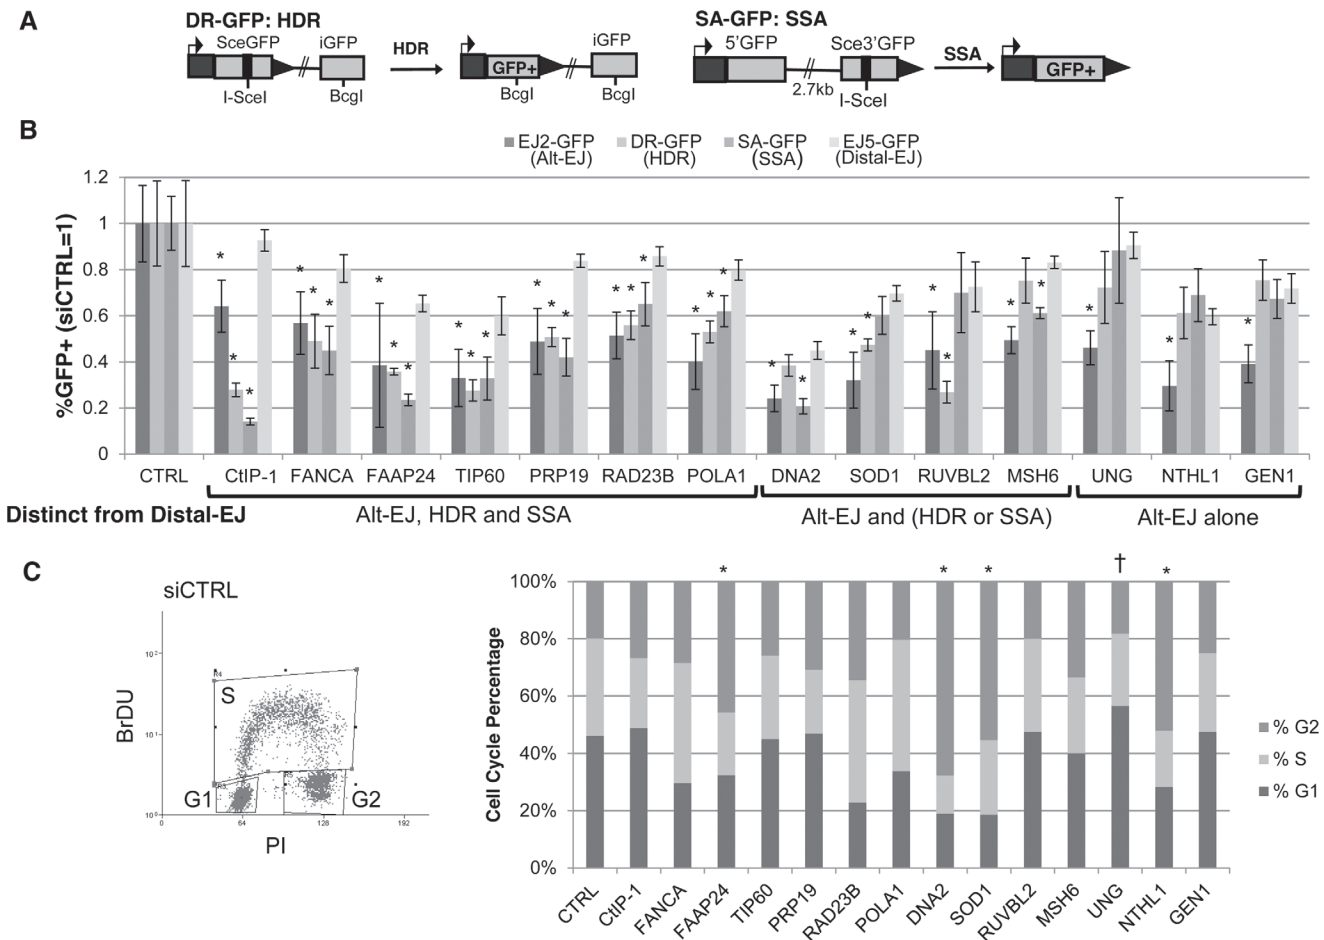 A
DR-GFP: HDR
SA-GFP: SSA
SceGFP iGFP
HDR
iGFP
5'GFP Sce3'GFP
SSA
GFP+
GFP+
I-SceI BcgI
BcgI BcgI
2.7kb
I-SceI
B
EJ2-GFP DR-GFP SA-GFP EJ5-GFP
(Alt-EJ) (HDR) (SSA) (Distal-EJ)
%GFP+ (siCTRL=1)
1.2
1
0.8
0.6
0.4
0.2
0
* * * * * * * * * * * * * * * * * * * * * * * * * * * * * * * * *
CTRL CtIP-1 FANCA FAAP24 TIP60 PRP19 RAD23B POLA1 DNA2 SOD1 RUVBL2 MSH6 UNG NTHL1 GEN1
Distinct from Distal-EJ Alt-EJ, HDR and SSA Alt-EJ and (HDR or SSA) Alt-EJ alone
C
siCTRL
BrDU
10²
10¹
10⁰
R4
S
G1
G2
0 64 128 192
PI
Cell Cycle Percentage
100%
80%
60%
40%
20%
0%
* * * † *
% G2
% S
% G1
CTRL CtIP-1 FANCA FAAP24 TIP60 PRP19 RAD23B POLA1 DNA2 SOD1 RUVBL2 MSH6 UNG NTHL1 GEN1